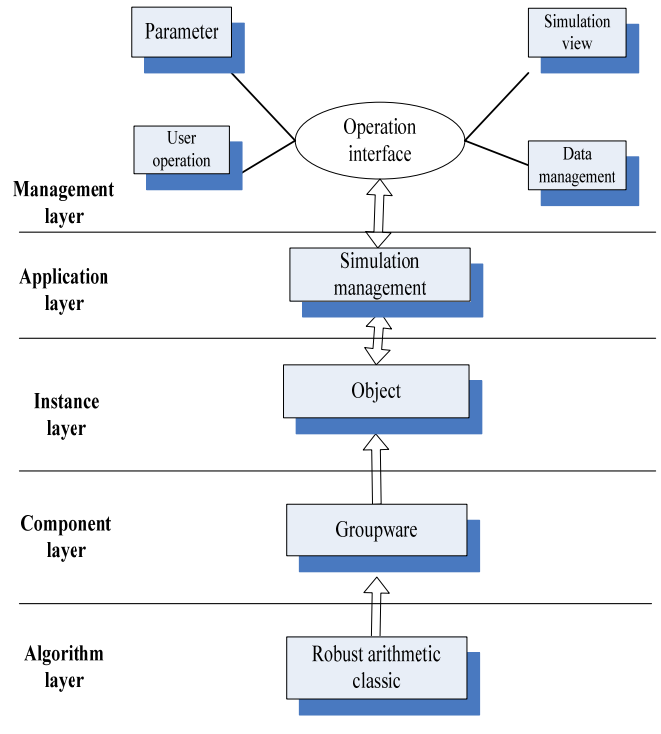 Parameter
Simulation
view
Operation
interface
User
operation
Data
management
Management
layer
Simulation
management
Application
layer
Object
Instance
layer
Groupware
Component
layer
Robust arithmetic
classic
Algorithm
layer